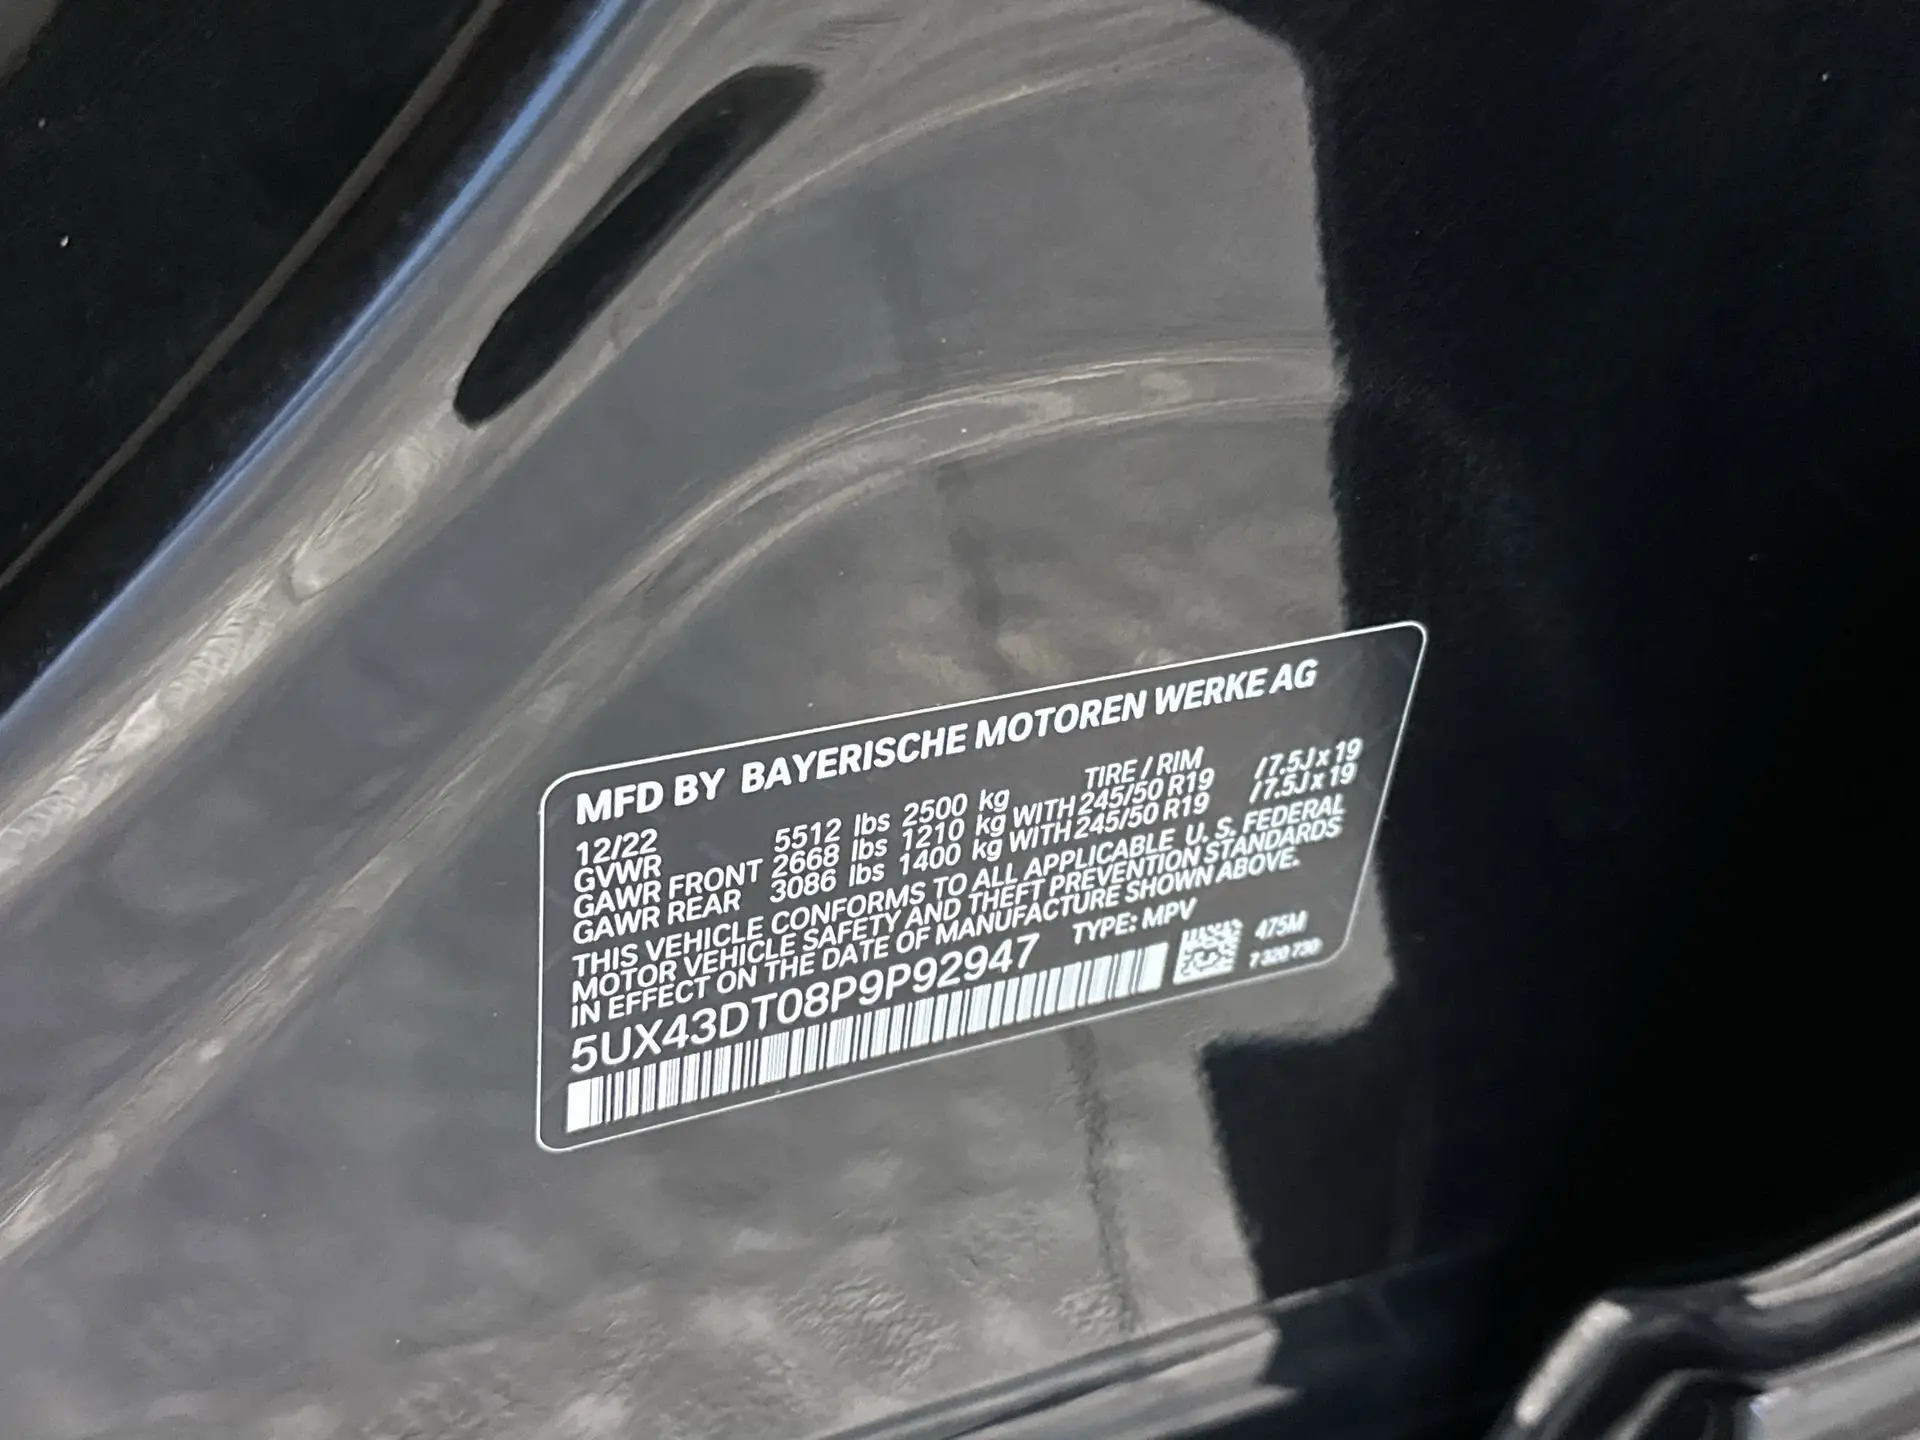 MFD BY BAYERISCHE MOTOREN WERKE AG
12/22 TIRE / RIM
GVWR 5512 lbs 2500 kg
GAWR FRONT 2668 lbs 1210 kg WITH 245/50 R19 /7.5J x 19
GAWR REAR 3086 lbs 1400 kg WITH 245/50 R19 /7.5J x 19
THIS VEHICLE CONFORMS TO ALL APPLICABLE U. S. FEDERAL
MOTOR VEHICLE SAFETY AND THEFT PREVENTION STANDARDS
IN EFFECT ON THE DATE OF MANUFACTURE SHOWN ABOVE.
5UX43DT08P9P92947 TYPE: MPV
475M
7 320 730